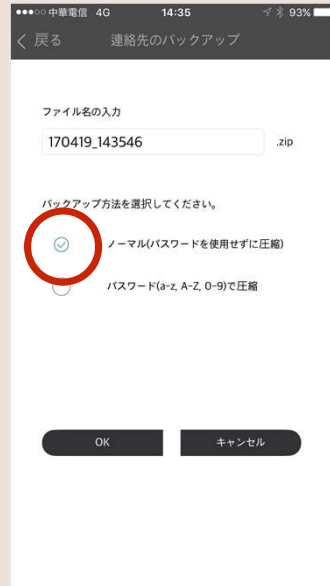 中華電信 4G 14:35 93%
戻る 連絡先のバックアップ
ファイル名の入力
170419_143546 .zip
バックアップ方法を選択してください。
ノーマル(パスワードを使用せずに圧縮)
パスワード(a-z, A-Z, 0-9)で圧縮
OK キャンセル